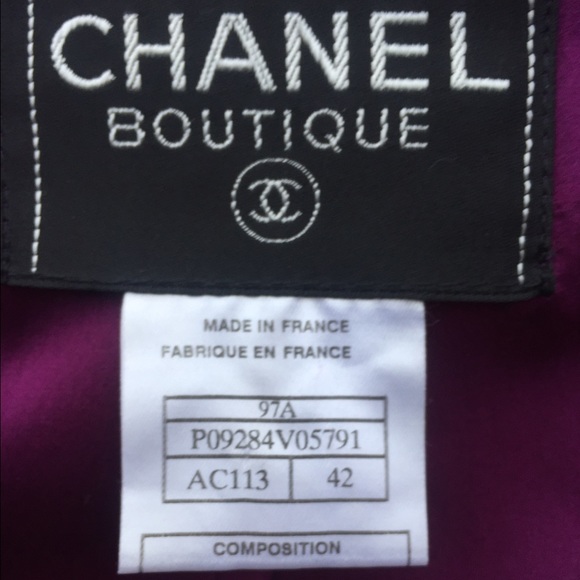 CHANEL
BOUTIQUE
MADE IN FRANCE
FABRIQUE EN FRANCE
97A
P09284V05791
AC113 42
COMPOSITION